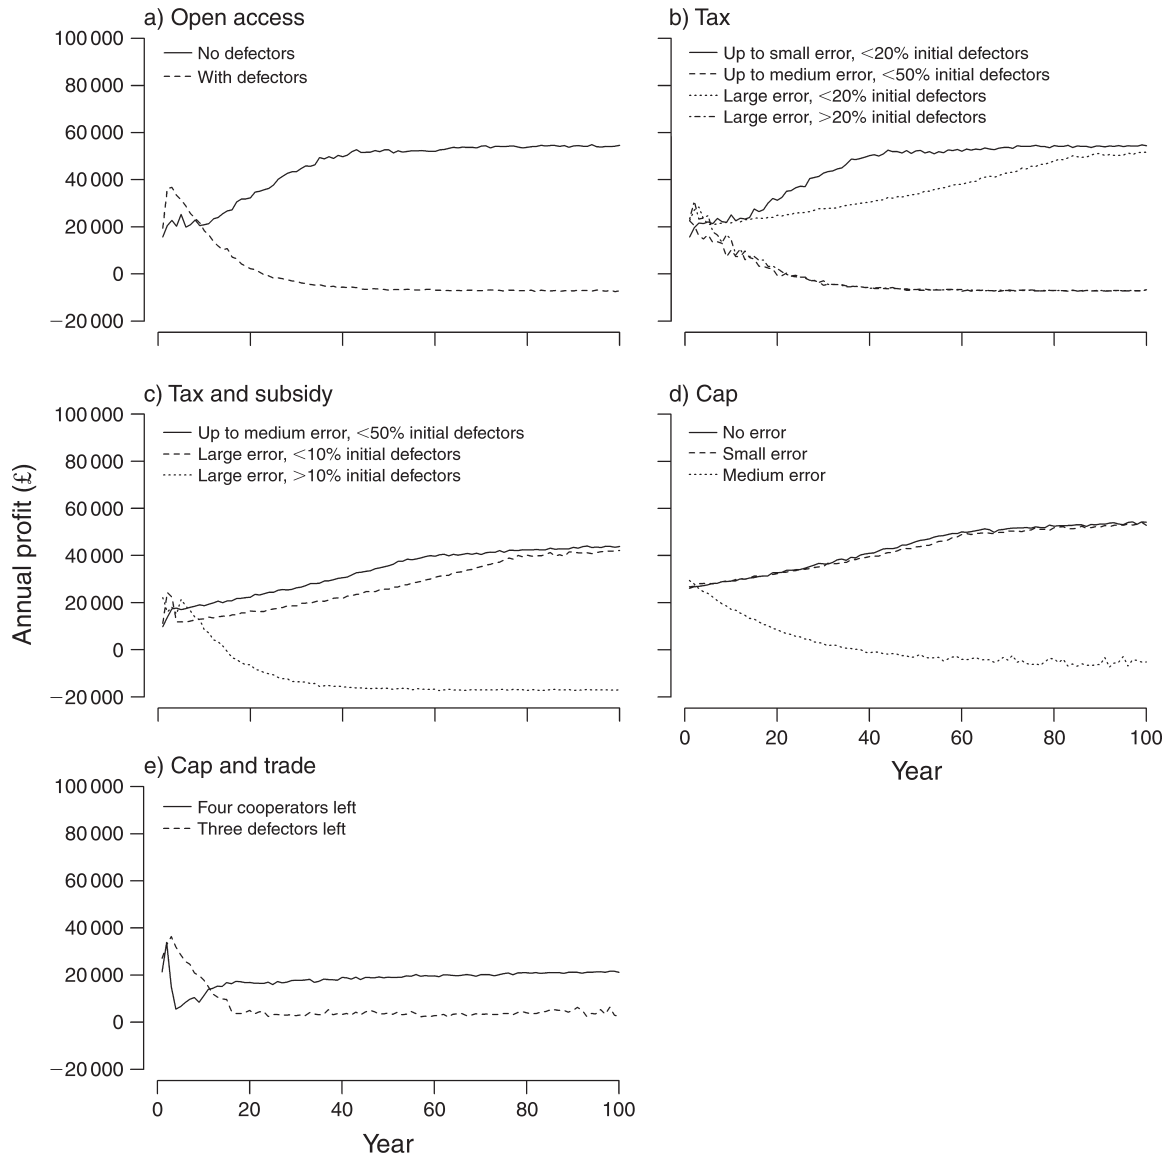 a) Open access
100 000
80 000
60 000
40 000
20 000
0
−20 000
No defectors
With defectors
b) Tax
Up to small error, <20% initial defectors
Up to medium error, <50% initial defectors
Large error, <20% initial defectors
Large error, >20% initial defectors
c) Tax and subsidy
100 000
80 000
60 000
40 000
20 000
0
−20 000
Up to medium error, <50% initial defectors
Large error, <10% initial defectors
Large error, >10% initial defectors
Annual profit (£)
d) Cap
No error
Small error
Medium error
0 20 40 60 80 100
Year
e) Cap and trade
100 000
80 000
60 000
40 000
20 000
0
−20 000
Four cooperators left
Three defectors left
0 20 40 60 80 100
Year